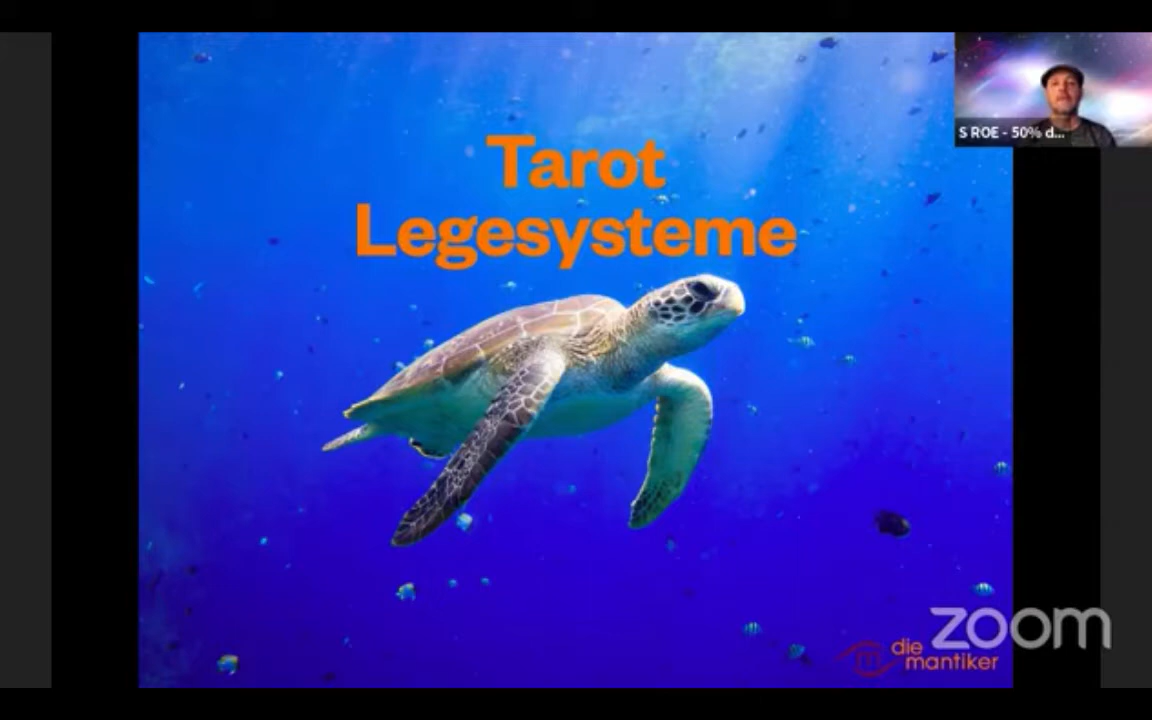 Tarot
Legesysteme
S ROE - 50% d...
zoom
die
mantiker